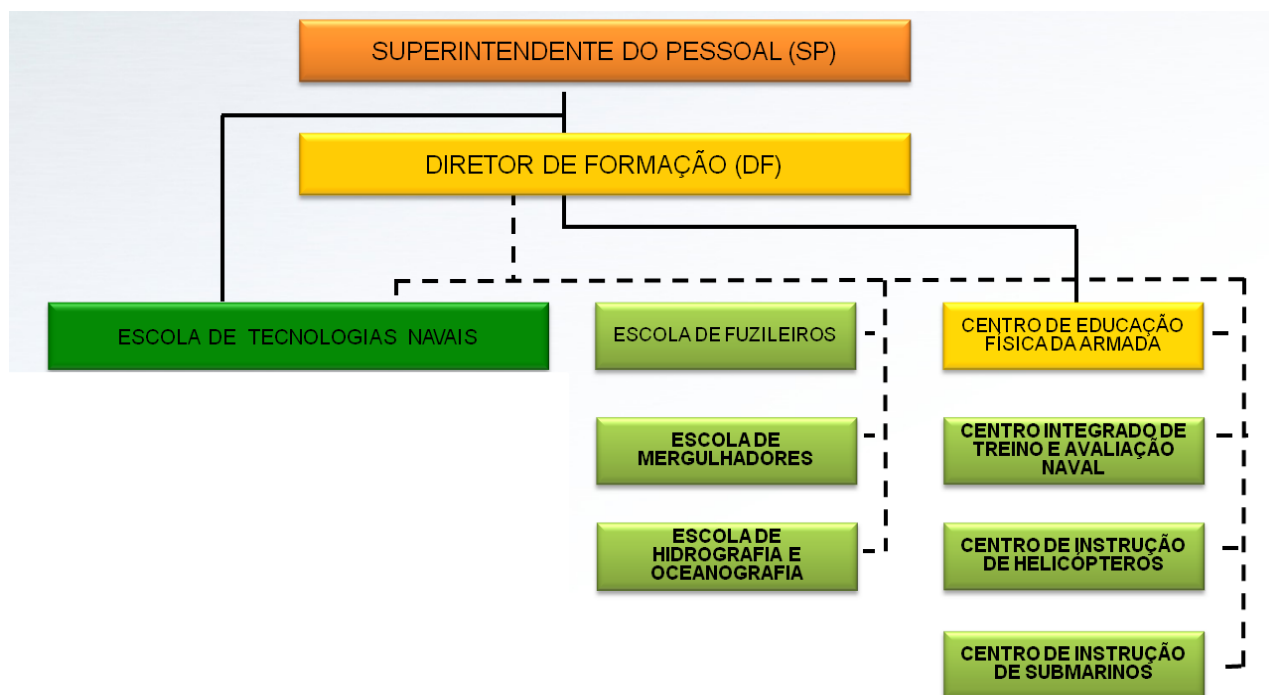 SUPERINTENDENTE DO PESSOAL (SP)
DIRETOR DE FORMAÇÃO (DF)
ESCOLA DE TECNOLOGIAS NAVAIS
ESCOLA DE FUZILEIROS
CENTRO DE EDUCAÇÃO
FÍSICA DA ARMADA
ESCOLA DE
MERGULHADORES
CENTRO INTEGRADO DE
TREINO E AVALIAÇÃO
NAVAL
ESCOLA DE
HIDROGRAFIA E
OCEANOGRAFIA
CENTRO DE INSTRUÇÃO
DE HELICÓPTEROS
CENTRO DE INSTRUÇÃO
DE SUBMARINOS